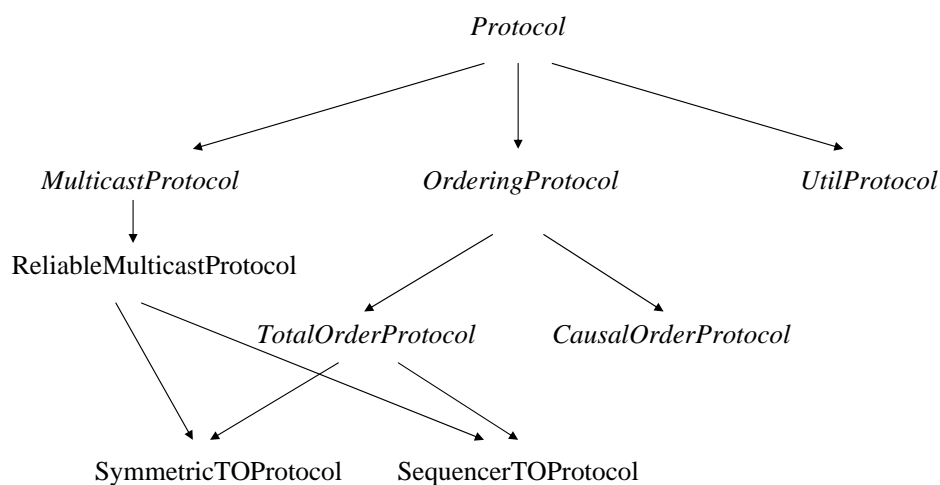 Protocol
MulticastProtocol
OrderingProtocol
UtilProtocol
ReliableMulticastProtocol
TotalOrderProtocol
CausalOrderProtocol
SymmetricTOProtocol
SequencerTOProtocol